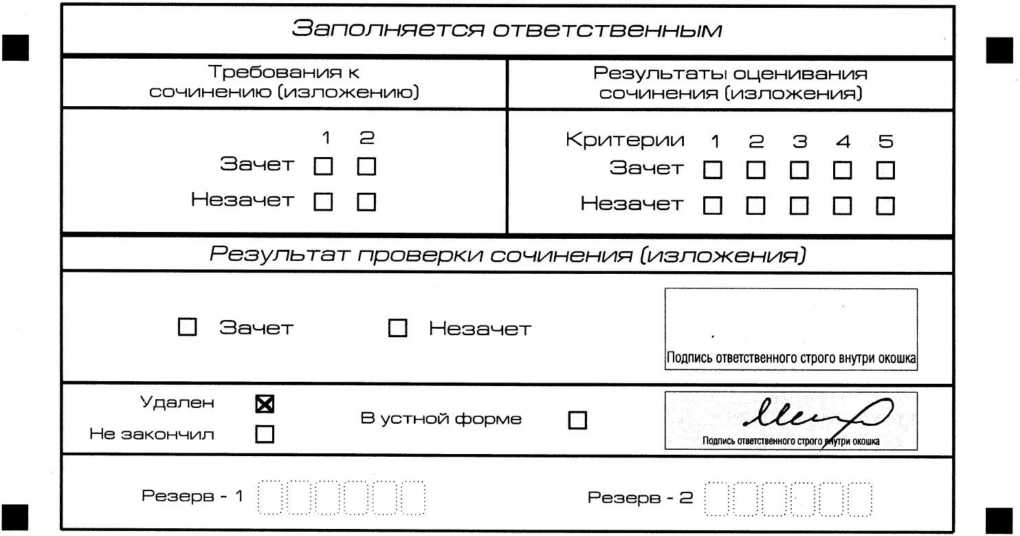 Заполняется ответственным
Требования к
сочинению (изложению)
Результаты оценивания
сочинения (изложения)
1 2
Зачет
Незачет
Критерии 1 2 3 4 5
Зачет
Незачет
Результат проверки сочинения (изложения)
Зачет
Незачет
Подпись ответственного строго внутри окошка
Удален
Не закончил
В устной форме
Подпись ответственного строго внутри окошка
Резерв - 1
Резерв - 2